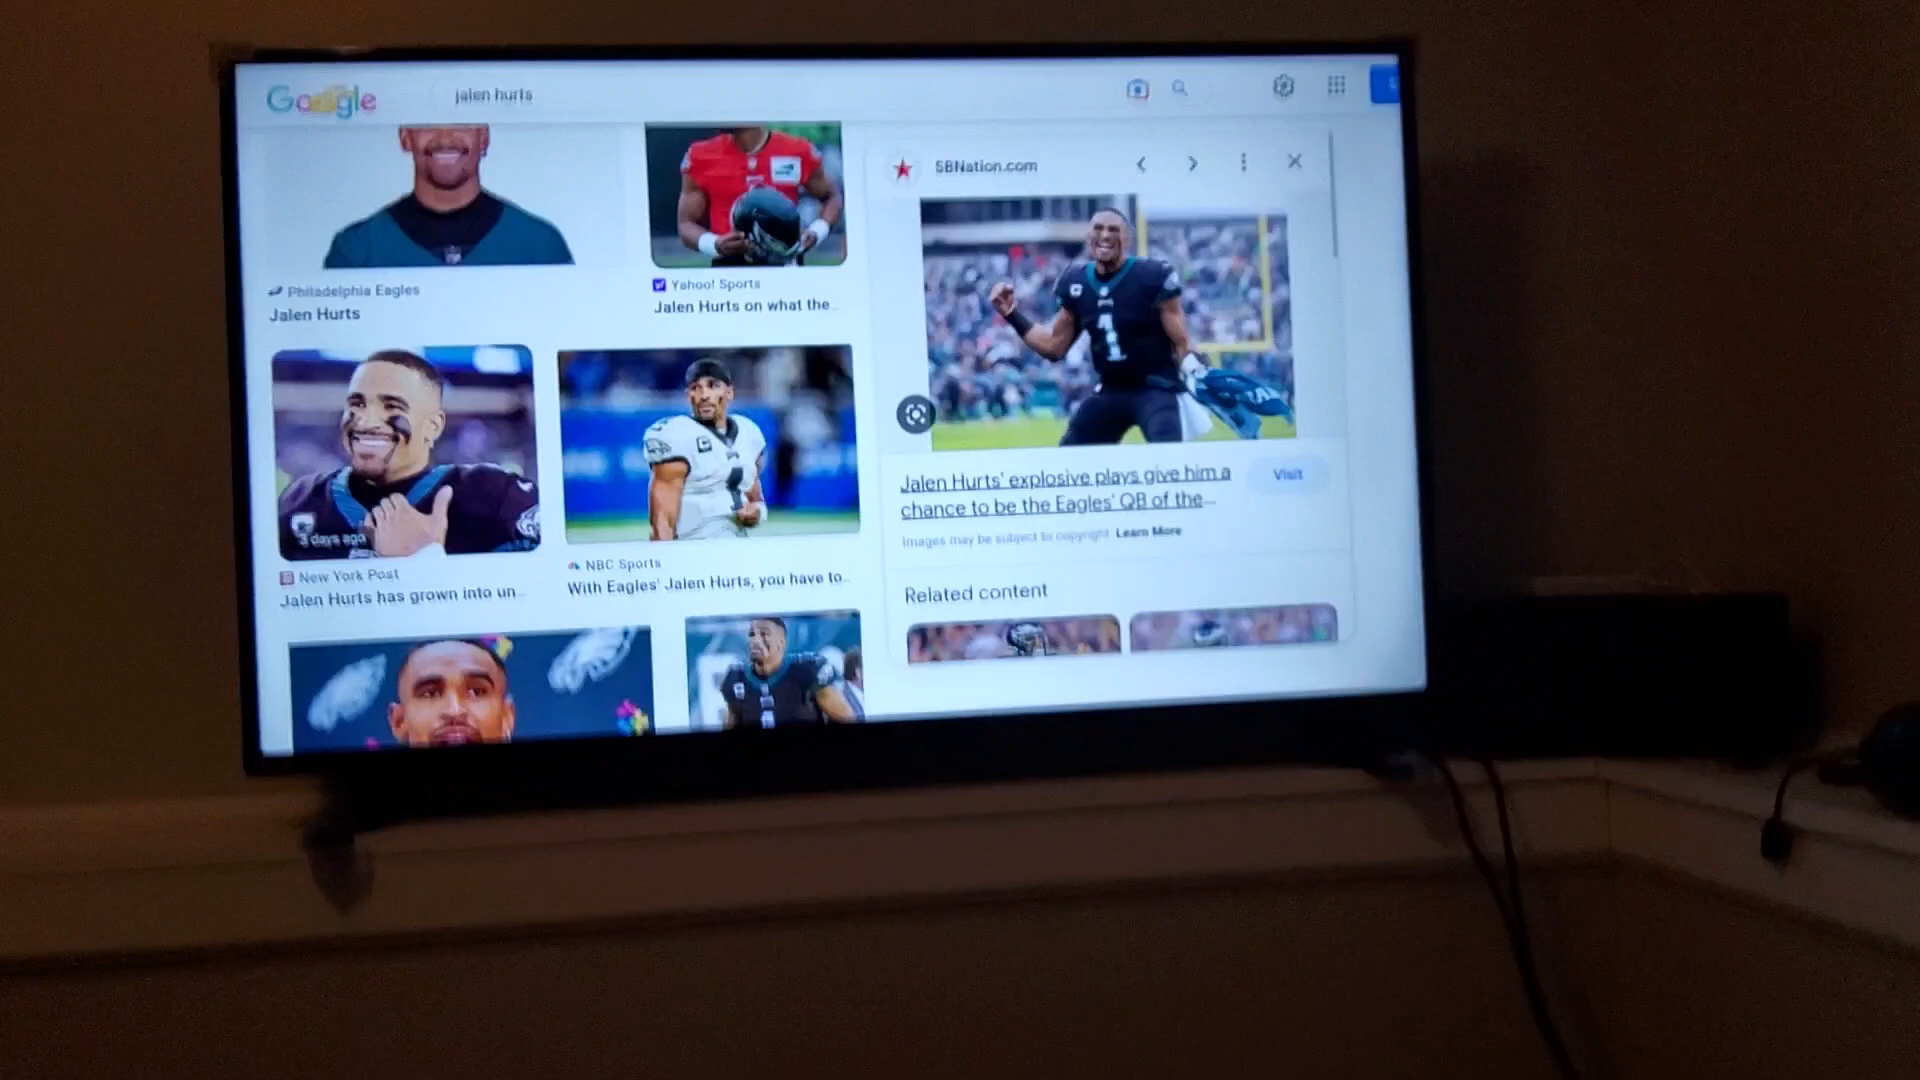 Google
jalen hurts
Philadelphia Eagles
Jalen Hurts
Yahoo! Sports
Jalen Hurts on what the...
3 days ago
New York Post
Jalen Hurts has grown into un...
NBC Sports
With Eagles' Jalen Hurts, you have to...
SBNation.com
1
Jalen Hurts' explosive plays give him a
chance to be the Eagles' QB of the...
Visit
Images may be subject to copyright. Learn More
Related content